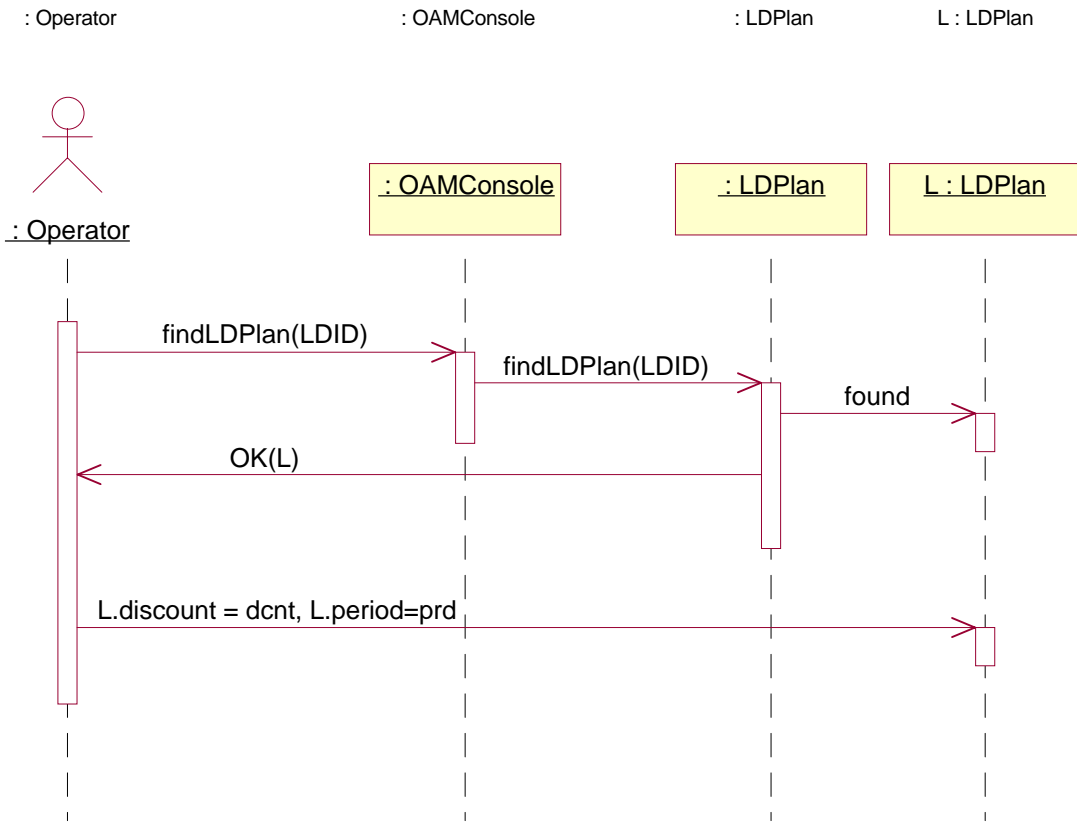 : Operator
: OAMConsole
: LDPlan
L : LDPlan
: OAMConsole
: LDPlan
L : LDPlan
: Operator
findLDPlan(LDID)
findLDPlan(LDID)
found
OK(L)
L.discount = dcnt, L.period=prd